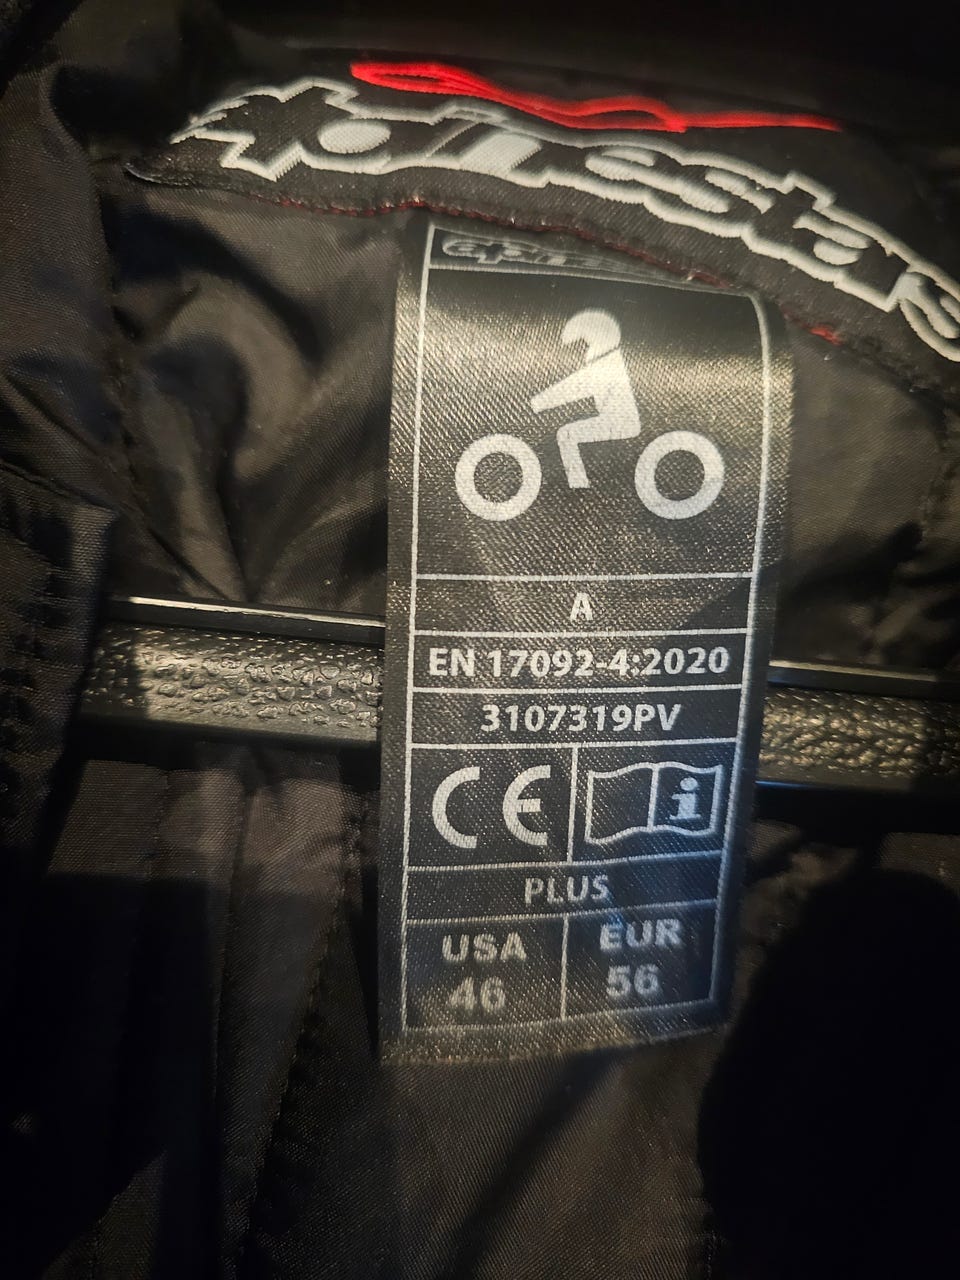 alpinestars
A
EN 17092-4:2020
3107319PV
CE
i
PLUS
USA
46
EUR
56